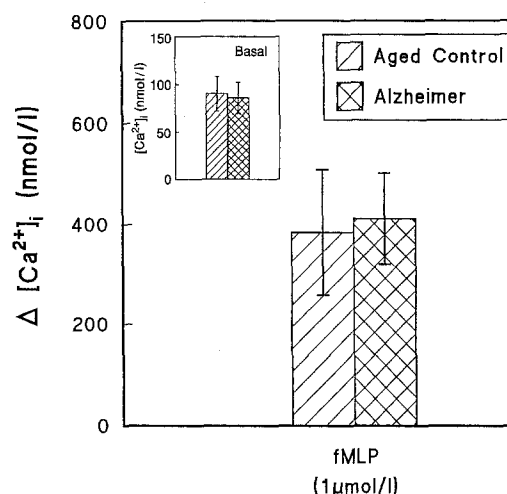 800
600
400
200
0
Δ [Ca²⁺]ᵢ (nmol/l)
150
100
50
0
[Ca²⁺]ᵢ (nmol/l)
Basal
Aged Control
Alzheimer
fMLP
(1μmol/l)